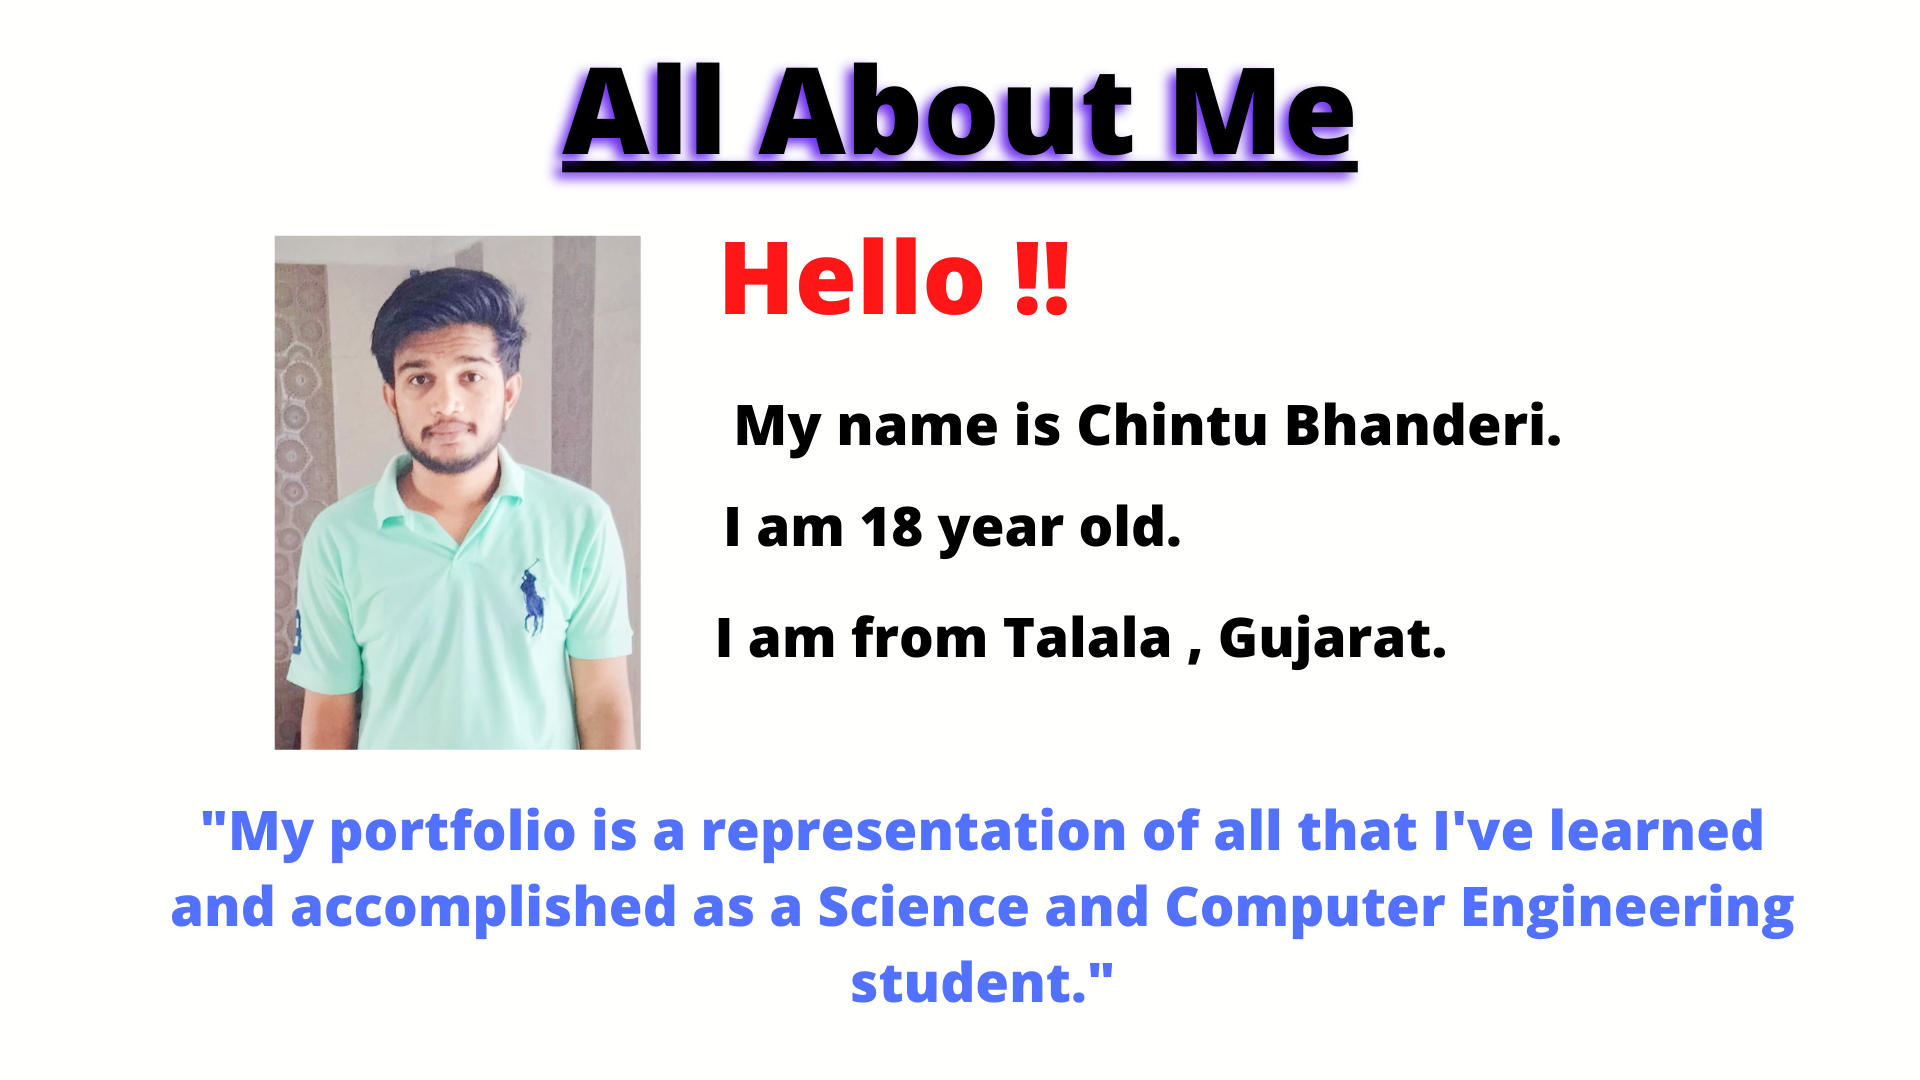 All About Me
Hello !!
My name is Chintu Bhanderi.
I am 18 year old.
I am from Talala , Gujarat.
"My portfolio is a representation of all that I've learned
and accomplished as a Science and Computer Engineering
student."